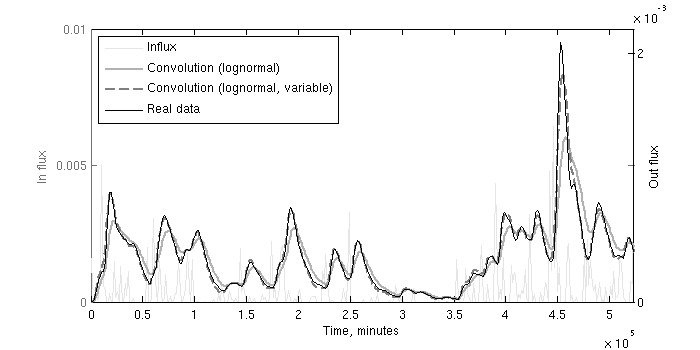 × 10⁻³
0.01
2
Influx
Convolution (lognormal)
Convolution (lognormal, variable)
Real data
In flux
0.005
1
Out flux
0
0
0 0.5 1 1.5 2 2.5 3 3.5 4 4.5 5
Time, minutes
× 10⁵